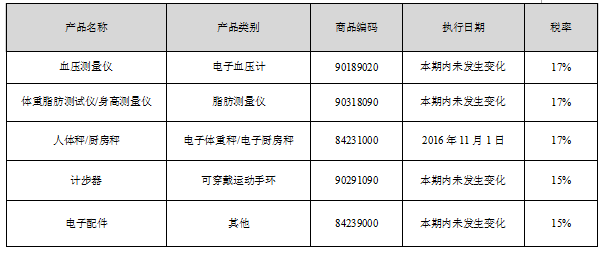 产品名称 产品类别 商品编码 执行日期 税率
血压测量仪 电子血压计 90189020 本期内未发生变化 17%
体重脂肪测试仪/身高测量仪 脂肪测量仪 90318090 本期内未发生变化 17%
人体秤/厨房秤 电子体重秤/电子厨房秤 84231000 2016年11月1日 17%
计步器 可穿戴运动手环 90291090 本期内未发生变化 15%
电子配件 其他 84239000 本期内未发生变化 15%